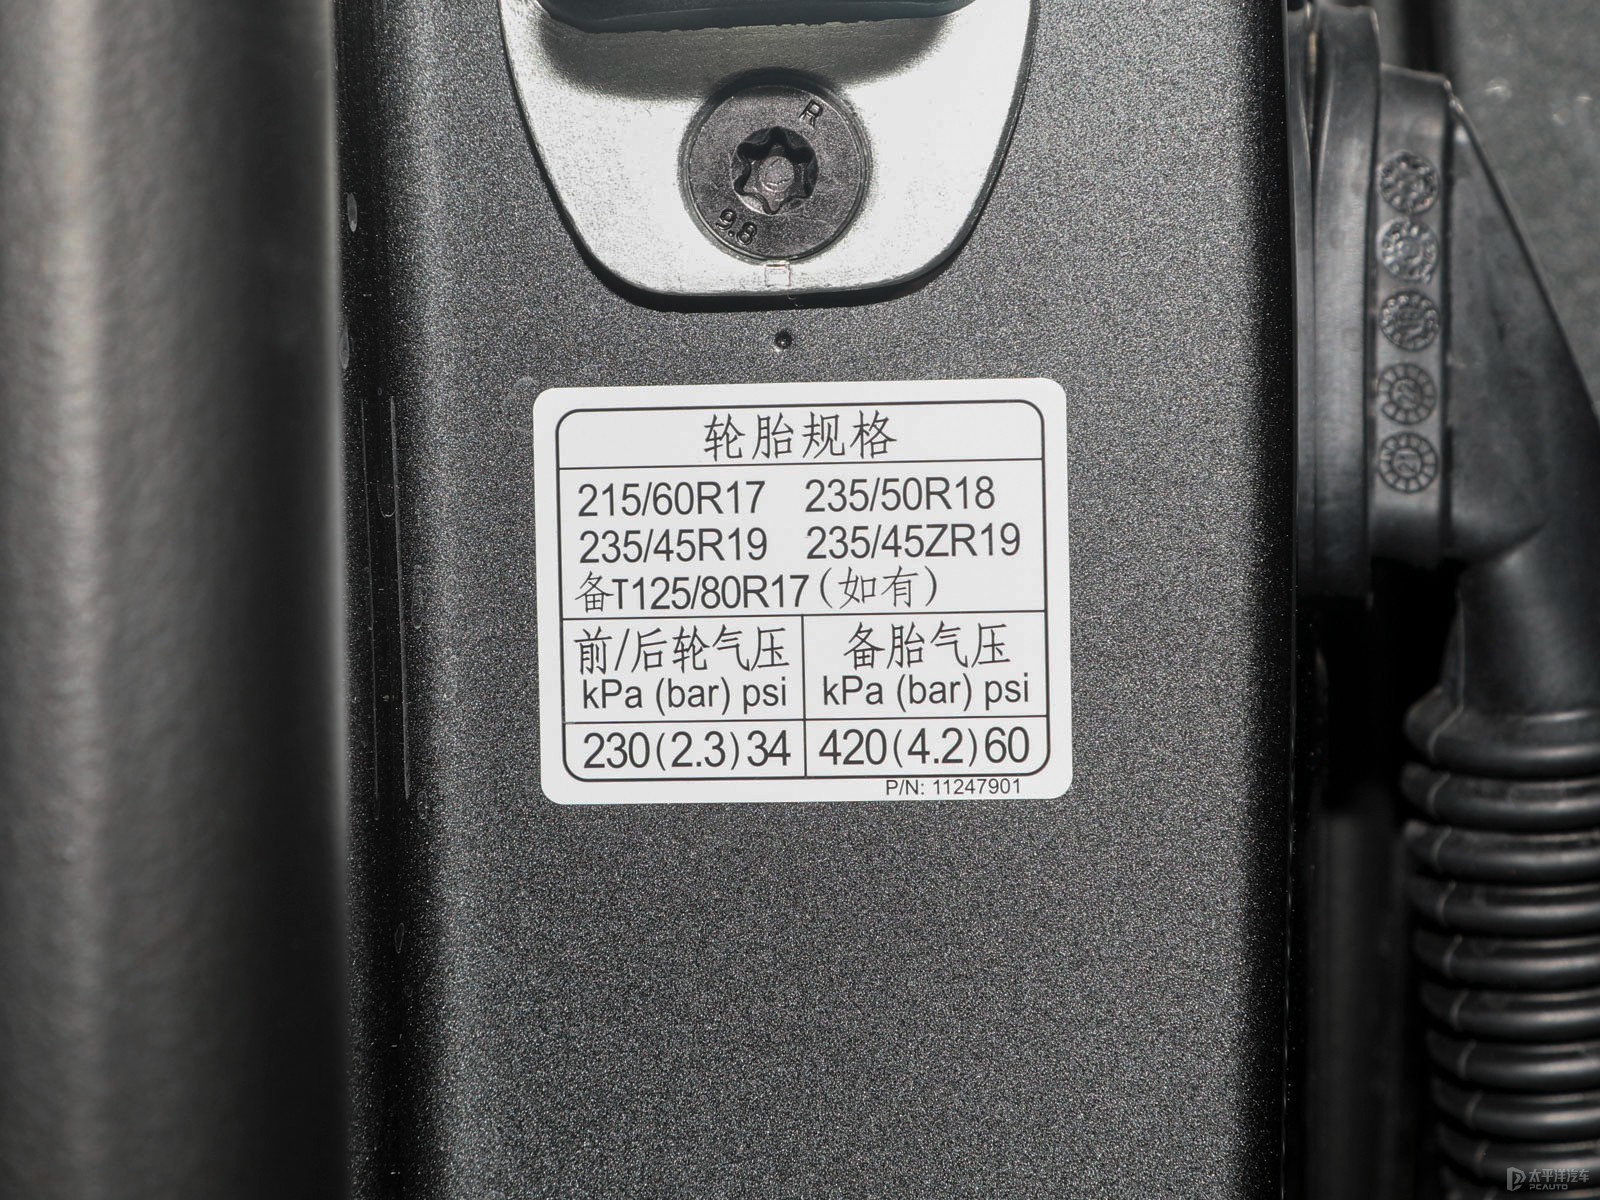 R
9.8
轮胎规格
215/60R17 235/50R18
235/45R19 235/45ZR19
备T125/80R17(如有)
前/后轮气压 备胎气压
kPa (bar) psi kPa (bar) psi
230(2.3)34 420(4.2)60
P/N: 11247901
太平洋汽车
PCAUTO